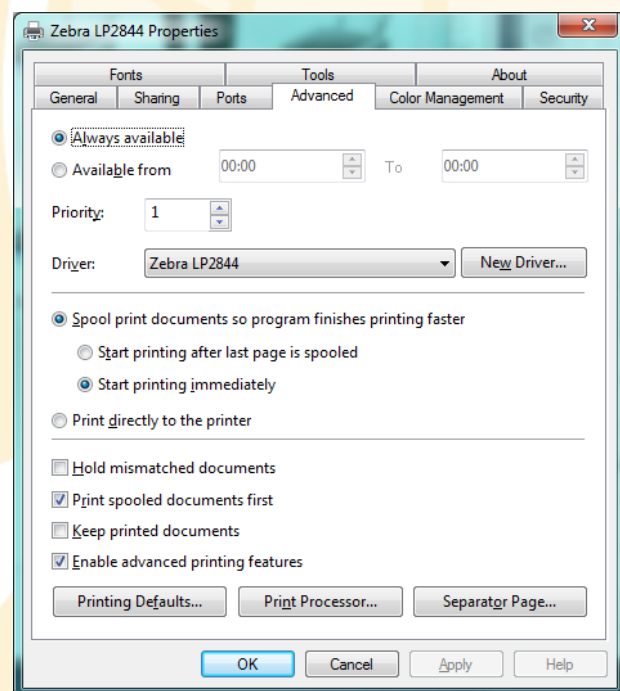 Zebra LP2844 Properties
Fonts Tools About
General Sharing Ports Advanced Color Management Security
Always available
Available from 00:00 To 00:00
Priority: 1
Driver: Zebra LP2844 New Driver...
Spool print documents so program finishes printing faster
Start printing after last page is spooled
Start printing immediately
Print directly to the printer
Hold mismatched documents
Print spooled documents first
Keep printed documents
Enable advanced printing features
Printing Defaults... Print Processor... Separator Page...
OK Cancel Apply Help